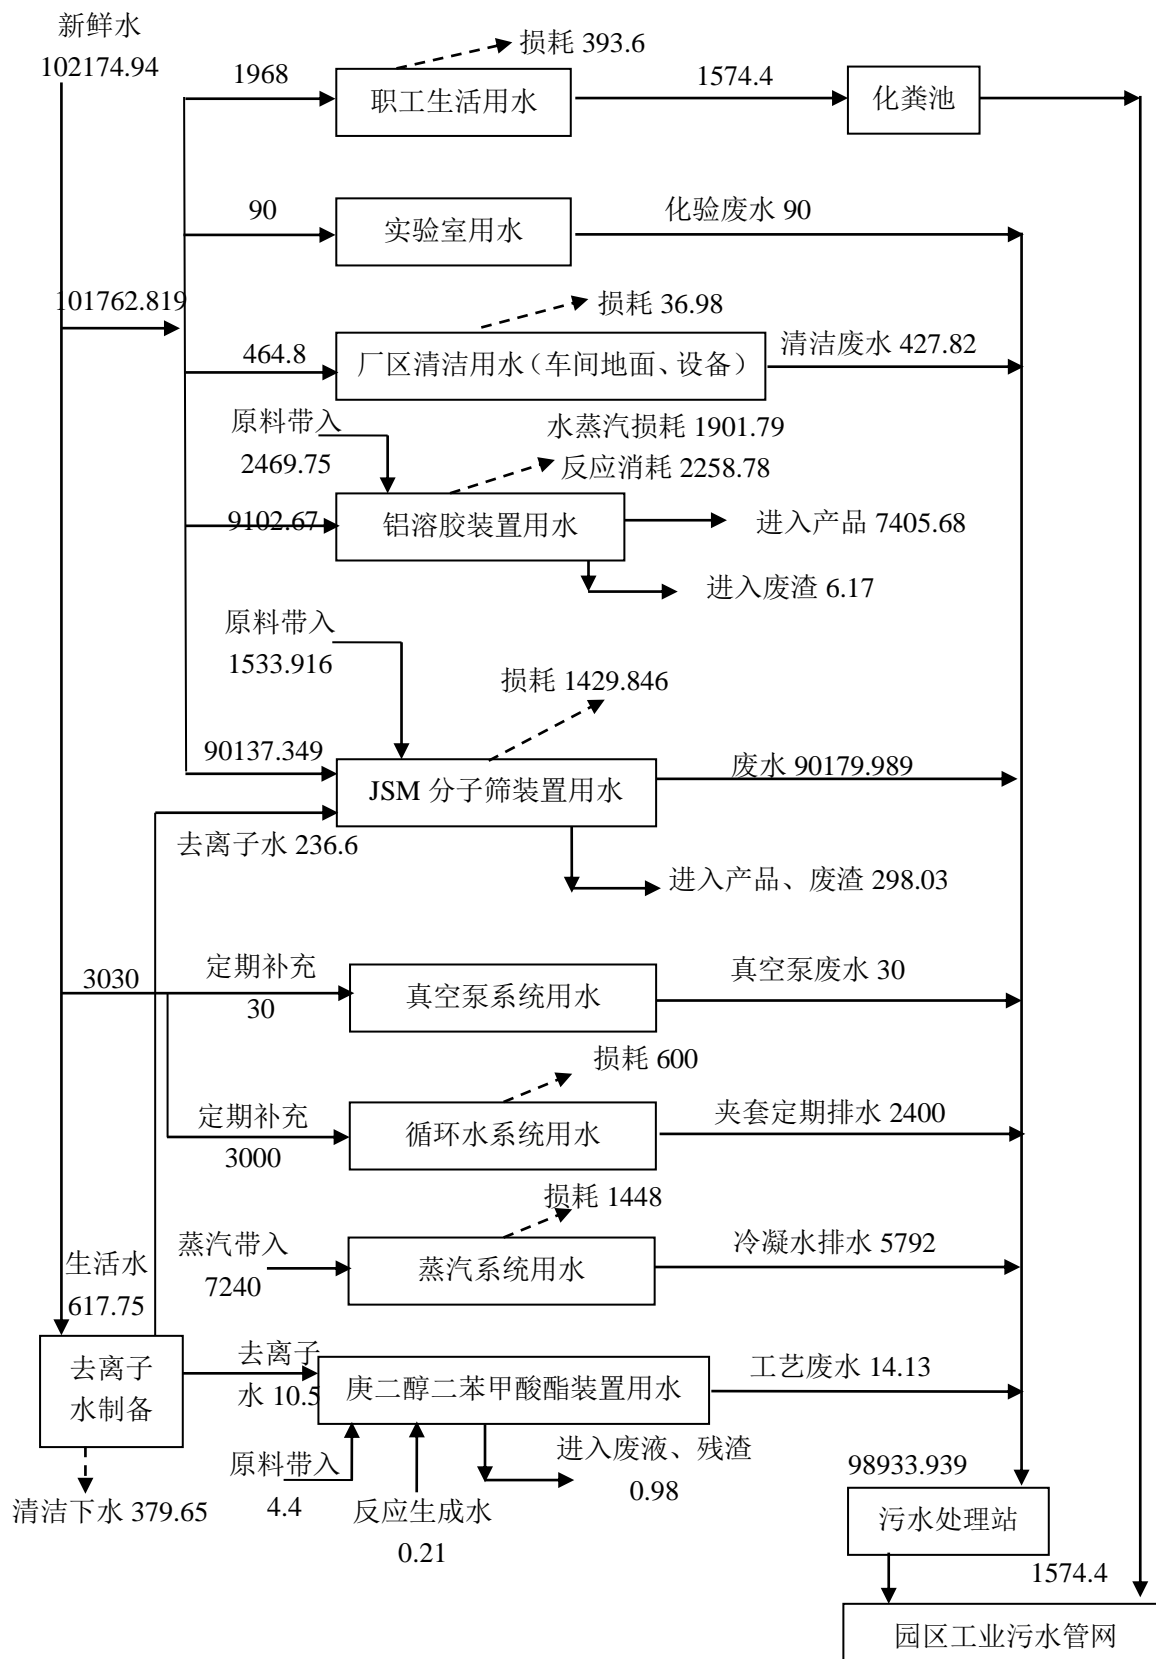 新鲜水
102174.94
损耗 393.6
1968
职工生活用水
1574.4
化粪池
90
实验室用水
化验废水 90
101762.819
损耗 36.98
464.8
厂区清洁用水（车间地面、设备）
清洁废水 427.82
原料带入
2469.75
水蒸汽损耗 1901.79
反应消耗 2258.78
9102.67
铝溶胶装置用水
进入产品 7405.68
进入废渣 6.17
原料带入
1533.916
损耗 1429.846
90137.349
JSM 分子筛装置用水
废水 90179.989
去离子水 236.6
进入产品、废渣 298.03
3030
定期补充
30
真空泵系统用水
真空泵废水 30
损耗 600
定期补充
3000
循环水系统用水
夹套定期排水 2400
损耗 1448
蒸汽带入
7240
蒸汽系统用水
冷凝水排水 5792
生活水
617.75
去离子
水制备
去离子
水 10.5
庚二醇二苯甲酸酯装置用水
工艺废水 14.13
原料带入
4.4
反应生成水
0.21
进入废液、残渣
0.98
清洁下水 379.65
98933.939
污水处理站
1574.4
园区工业污水管网